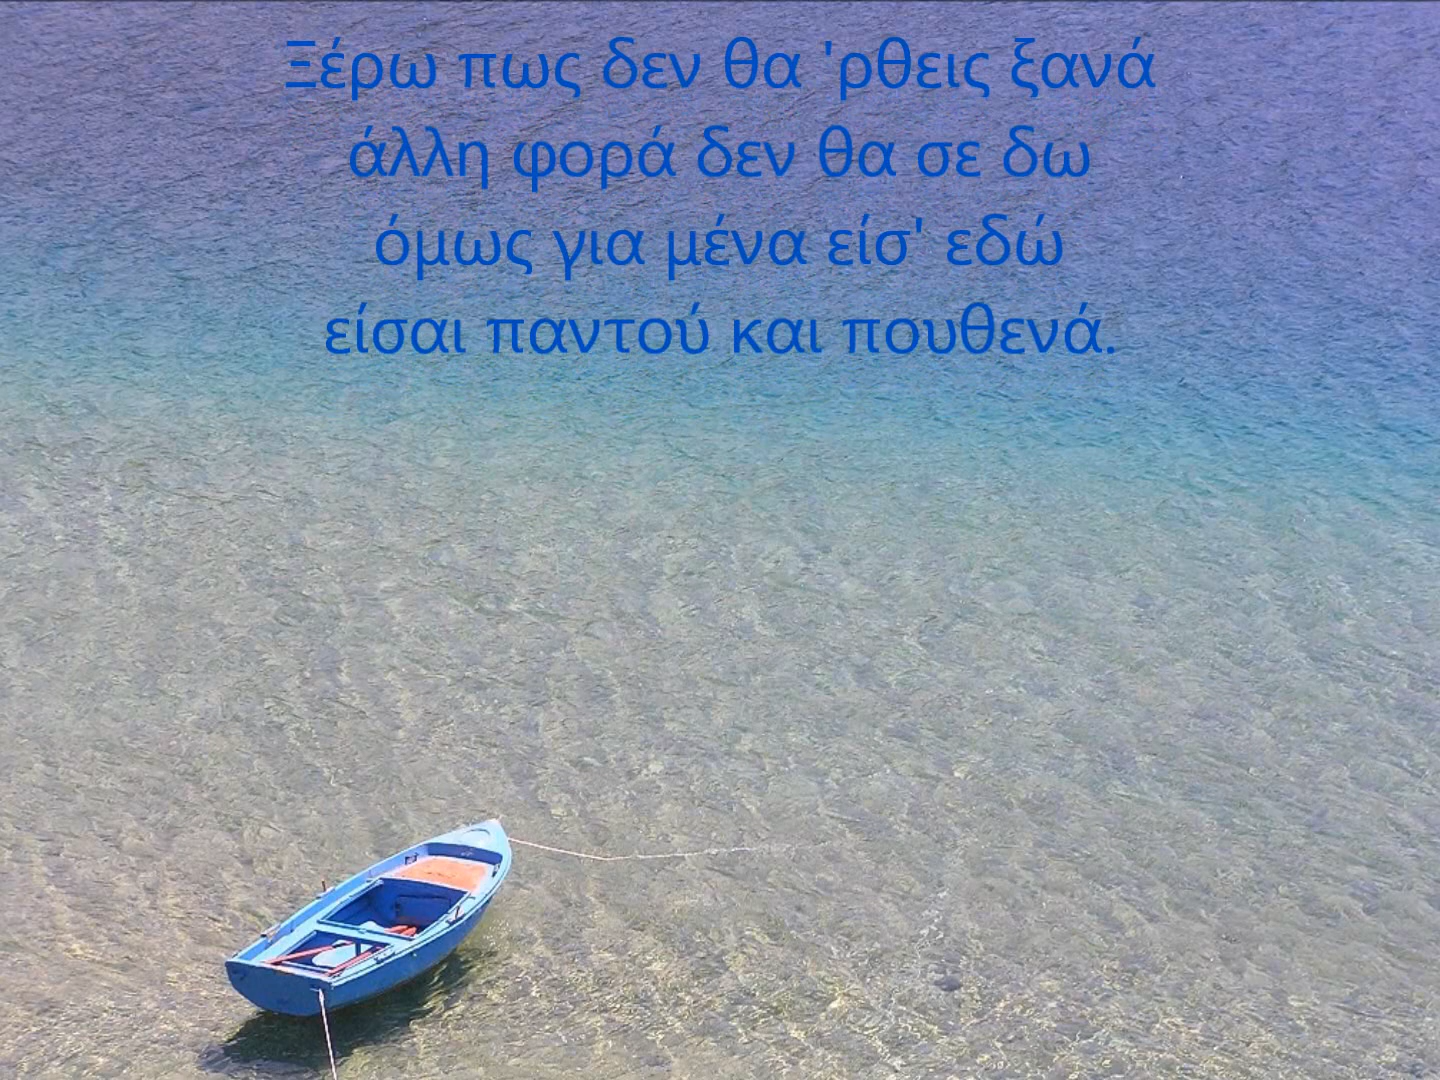 Ξέρω πως δεν θα 'ρθεις ξανά
άλλη φορά δεν θα σε δω
όμως για μένα είσ' εδώ
είσαι παντού και πουθενά.